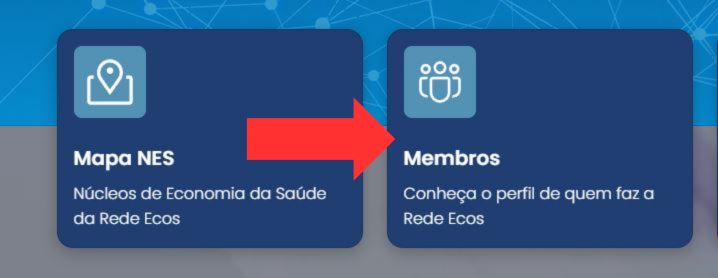 Mapa NES
Núcleos de Economia da Saúde
da Rede Ecos
Membros
Conheça o perfil de quem faz a
Rede Ecos